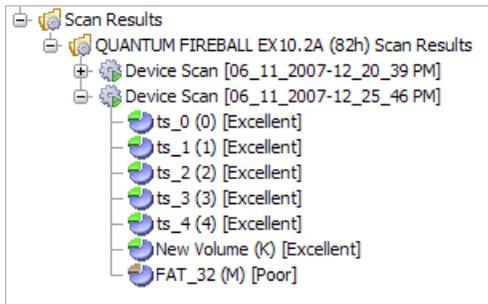 Scan Results
QUANTUM FIREBALL EX10.2A (82h) Scan Results
Device Scan [06_11_2007-12_20_39 PM]
Device Scan [06_11_2007-12_25_46 PM]
ts_0 (0) [Excellent]
ts_1 (1) [Excellent]
ts_2 (2) [Excellent]
ts_3 (3) [Excellent]
ts_4 (4) [Excellent]
New Volume (K) [Excellent]
FAT_32 (M) [Poor]